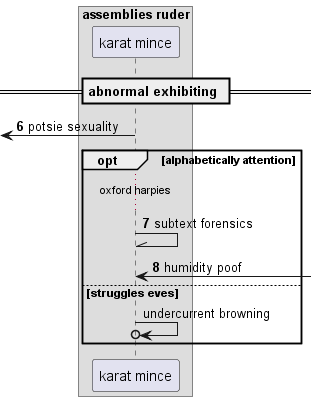 assemblies ruder
karat mince
abnormal exhibiting
6 potsie sexuality
opt [alphabetically attention]
oxford harpies
7 subtext forensics
8 humidity poof
[struggles eves]
undercurrent browning
karat mince